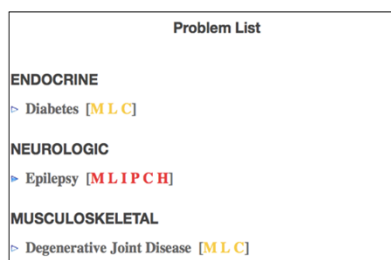 Problem List
ENDOCRINE
Diabetes [M L C]
NEUROLOGIC
Epilepsy [M L I P C H]
MUSCULOSKELETAL
Degenerative Joint Disease [M L C]